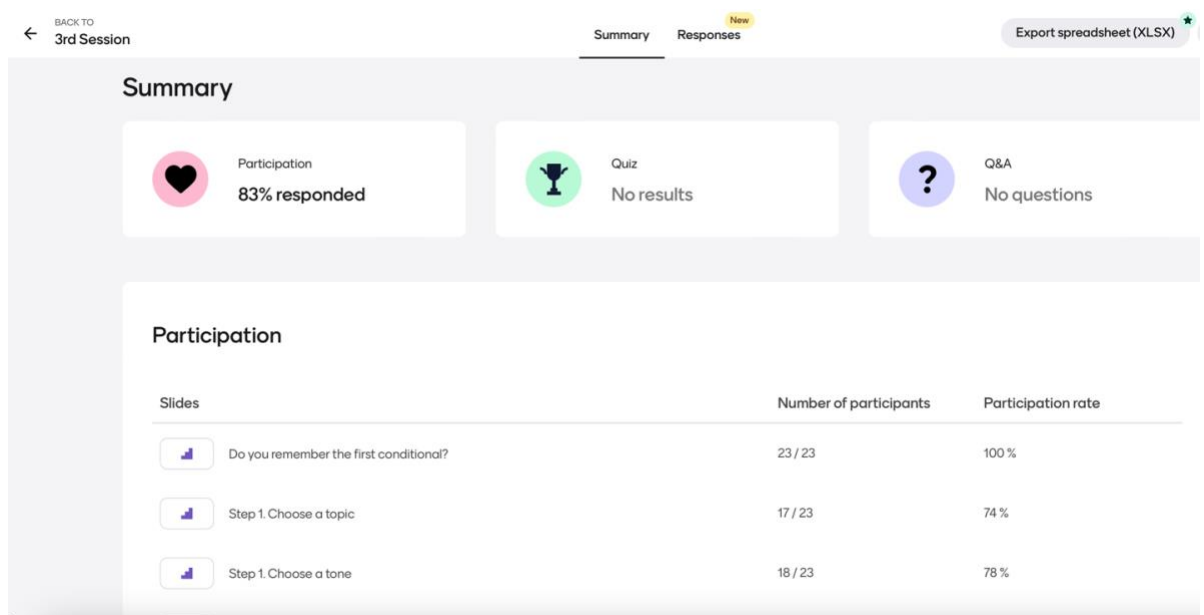 BACK TO
3rd Session
Summary
Responses
New
Export spreadsheet (XLSX)
Summary
Participation
83% responded
Quiz
No results
?
Q&A
No questions
Participation
Slides Number of participants Participation rate
Do you remember the first conditional? 23 / 23 100 %
Step 1. Choose a topic 17 / 23 74 %
Step 1. Choose a tone 18 / 23 78 %